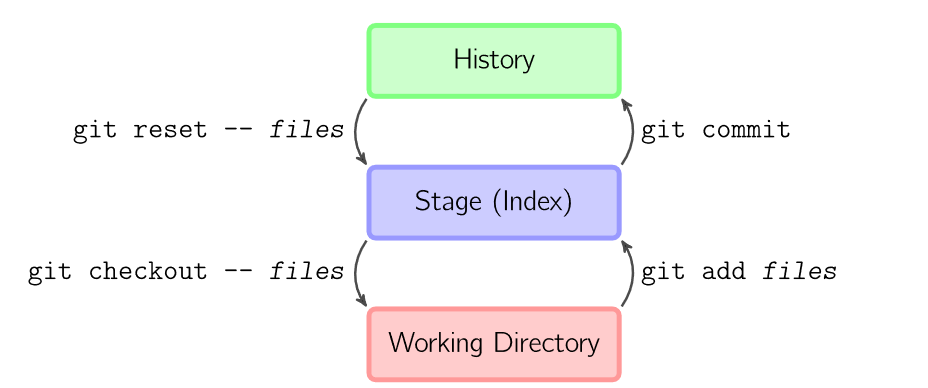 History
git reset -- files
git commit
Stage (Index)
git checkout -- files
git add files
Working Directory